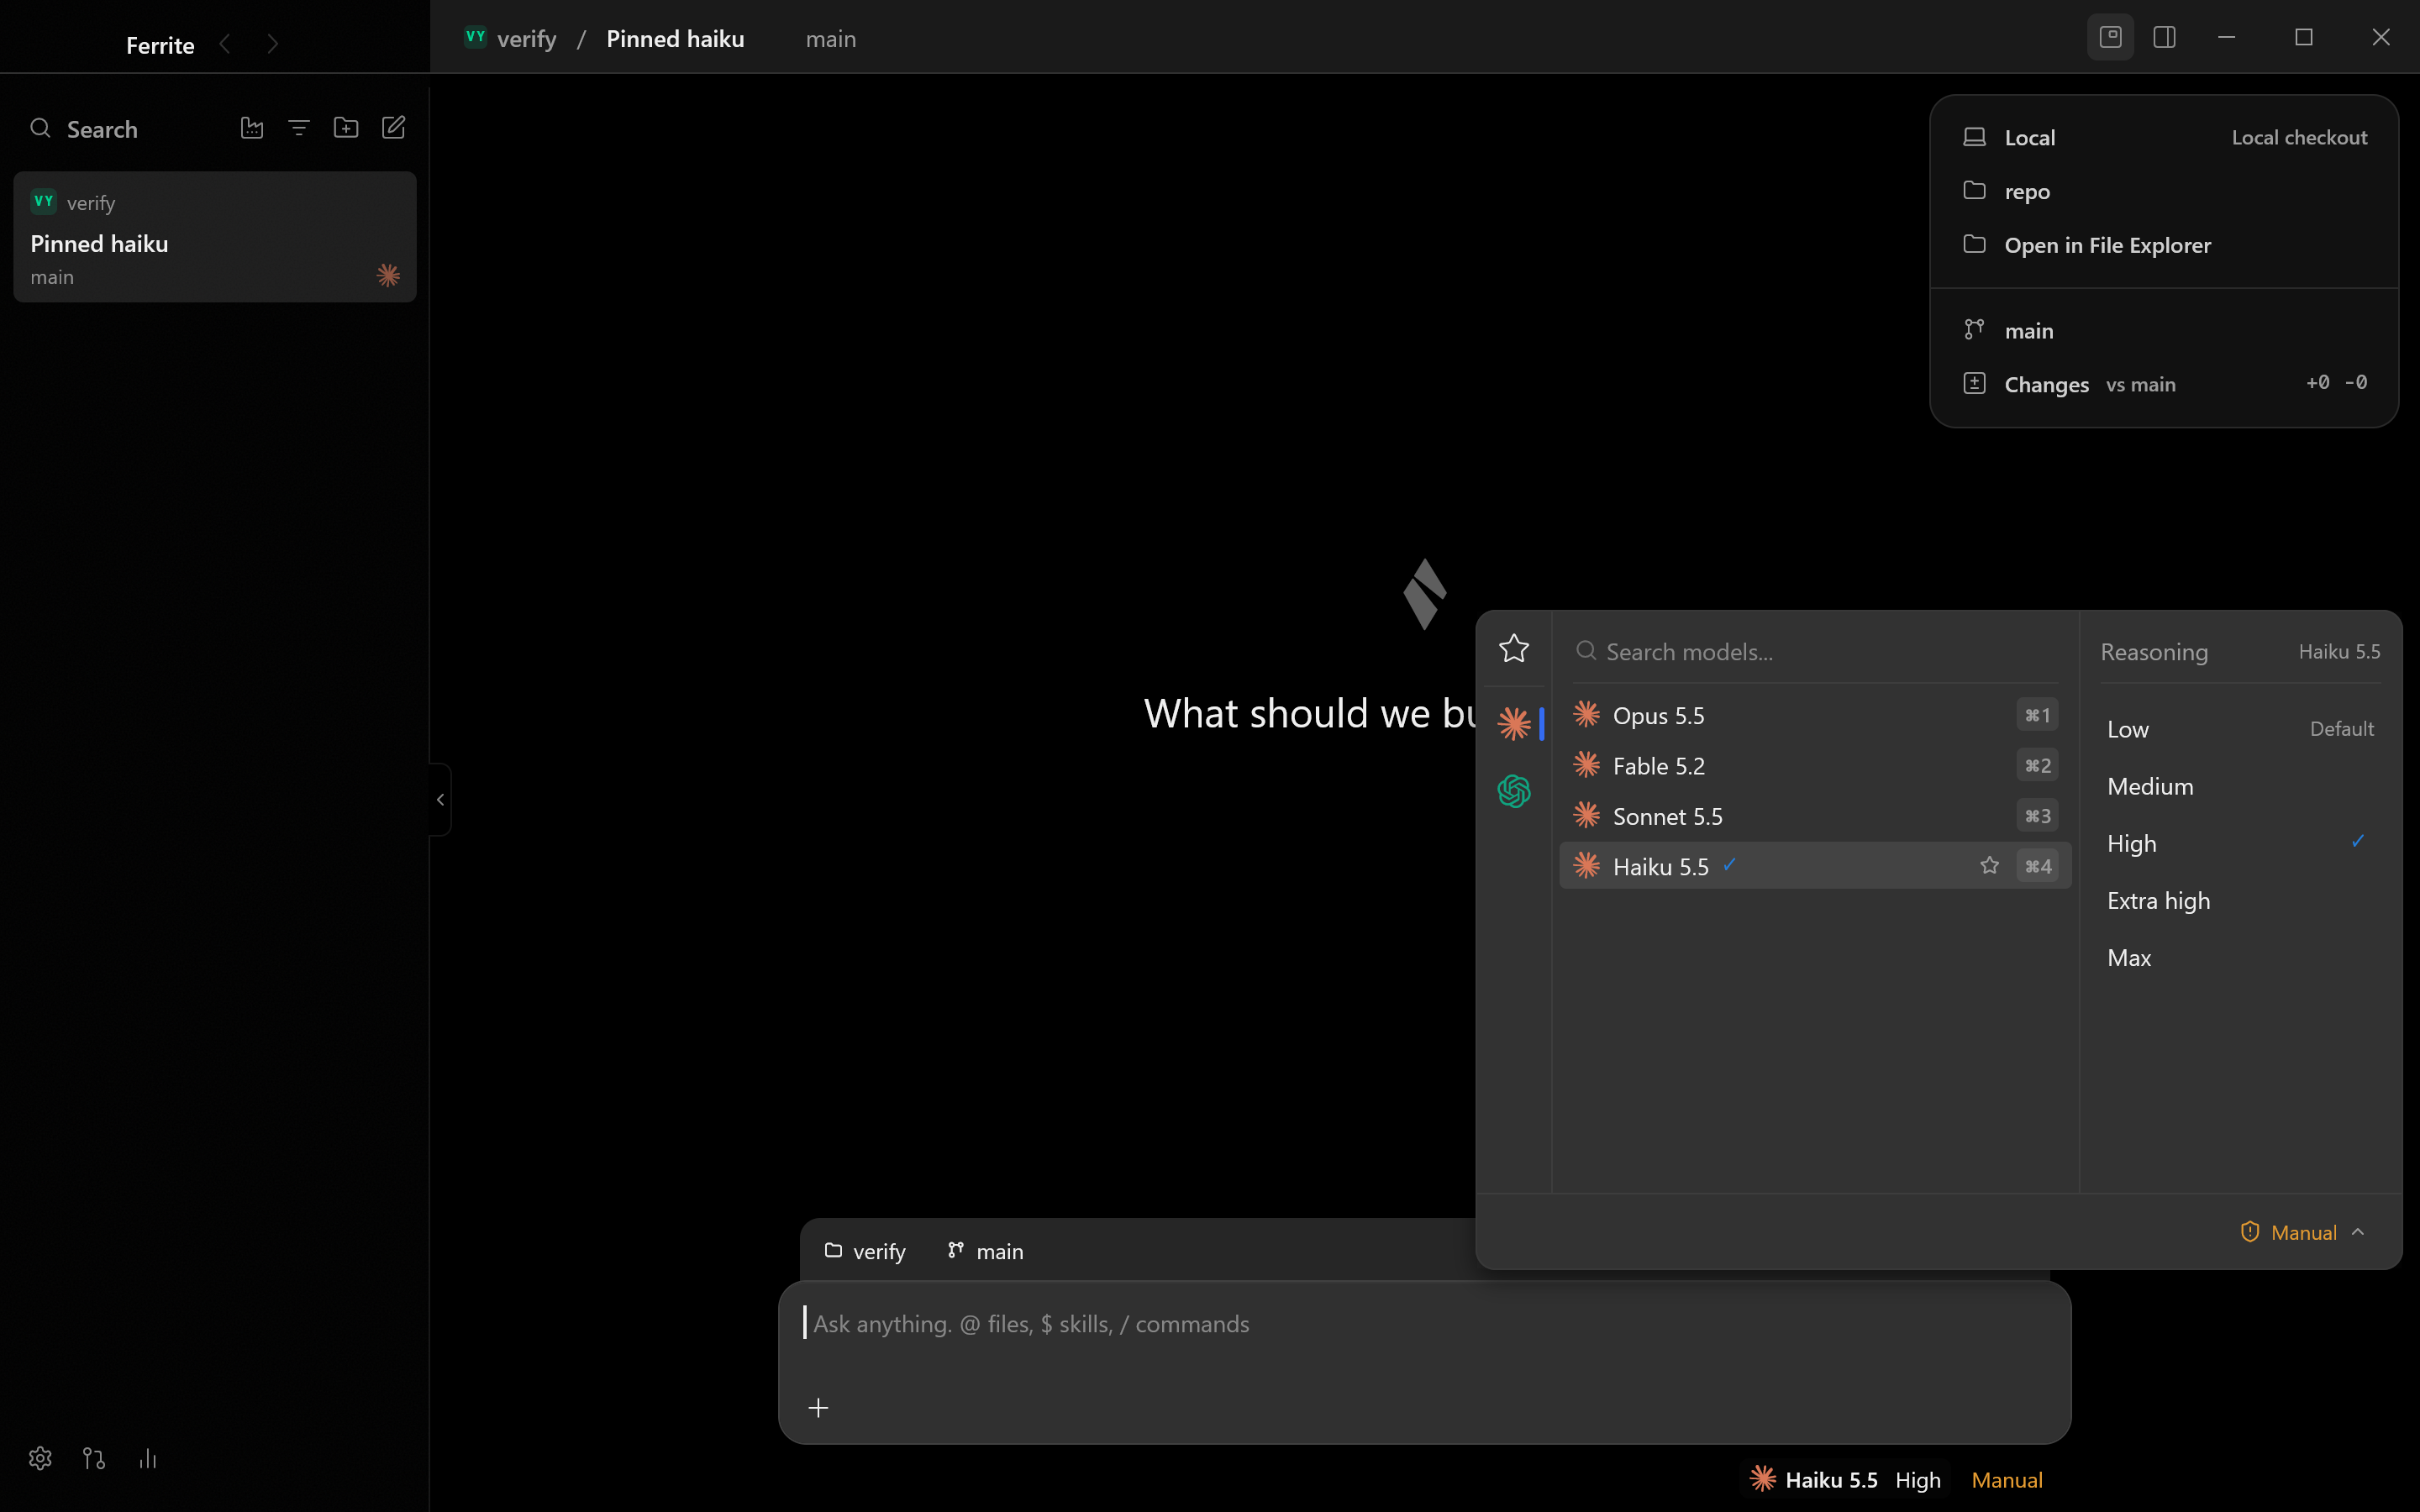 Ferrite
VY verify / Pinned haiku main
Search
VY verify
Pinned haiku
main
Local Local checkout
repo
Open in File Explorer
main
Changes vs main +0 -0
What should we bu
Search models...
Opus 5.5 ⌘1
Fable 5.2 ⌘2
Sonnet 5.5 ⌘3
Haiku 5.5 ✓ ⌘4
Reasoning Haiku 5.5
Low Default
Medium
High ✓
Extra high
Max
Manual
verify main
Ask anything. @ files, $ skills, / commands
Haiku 5.5 High Manual